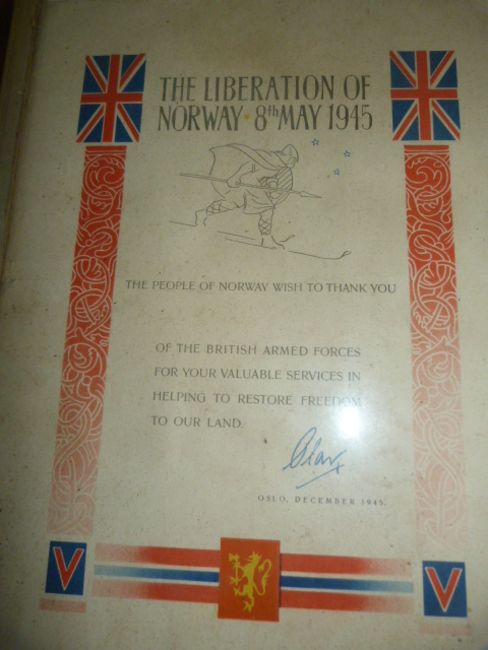 THE LIBERATION OF
NORWAY • 8th MAY 1945
THE PEOPLE OF NORWAY WISH TO THANK YOU
OF THE BRITISH ARMED FORCES
FOR YOUR VALUABLE SERVICES IN
HELPING TO RESTORE FREEDOM
TO OUR LAND.
Olav
OSLO, DECEMBER 1945.
V V